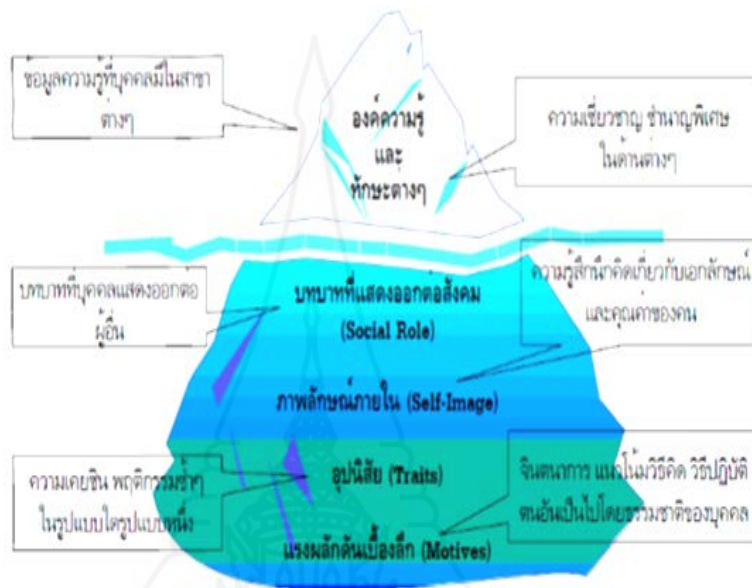 ข้อมูลความรู้ที่บุคคลมีในสาขา
ต่างๆ
องค์ความรู้
และ
ทักษะต่างๆ
ความเชี่ยวชาญ ชำนาญพิเศษ
ในด้านต่างๆ
บทบาทที่บุคคลแสดงออกต่อ
ผู้อื่น
บทบาทที่แสดงออกต่อสังคม
(Social Role)
ความรู้สึกนึกคิดเกี่ยวกับเอกลักษณ์
และคุณค่าของคน
ภาพลักษณ์ภายใน (Self-Image)
ความเคยชิน พฤติกรรมซ้ำๆ
ในรูปแบบใดรูปแบบหนึ่ง
อุปนิสัย (Traits)
จินตนาการ แนวโน้มวิธีคิด วิธีปฏิบัติ
ตนอันเป็นไปโดยธรรมชาติของบุคคล
แรงผลักดันเบื้องลึก (Motives)